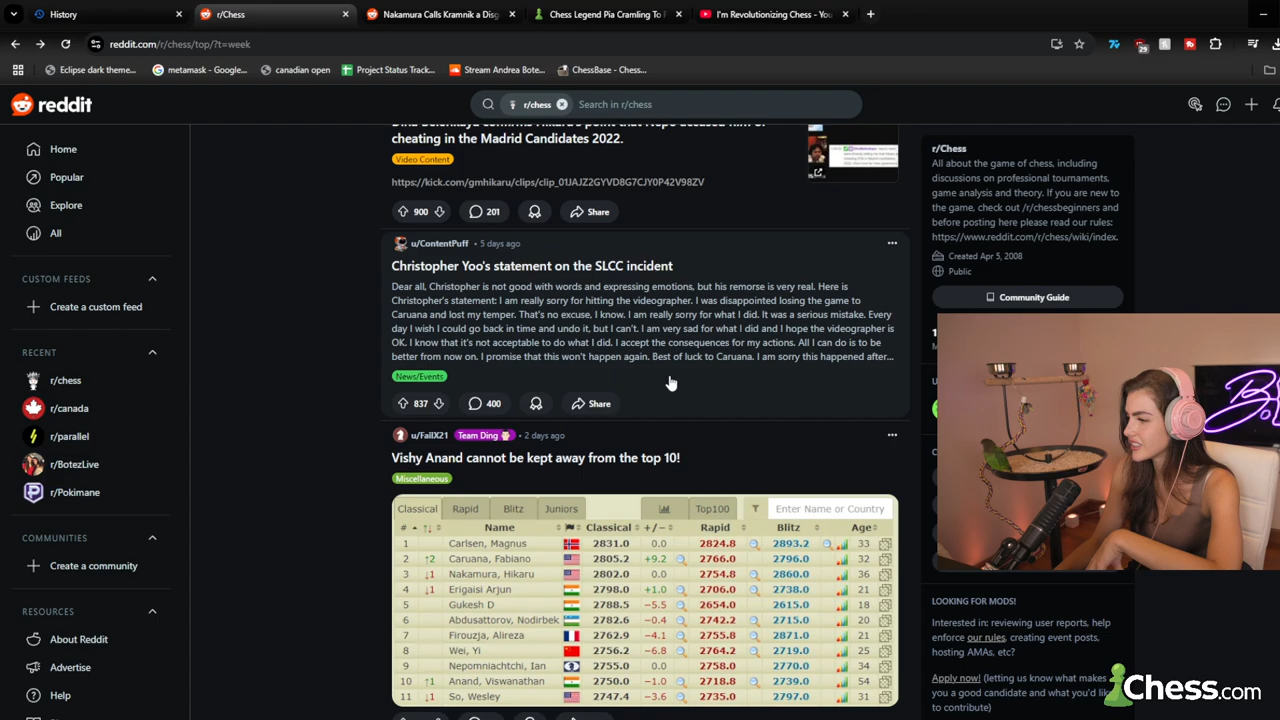 History
r/Chess
Nakamura Calls Kramnik a Disg
Chess Legend Pia Cramling To F
I'm Revolutionizing Chess - You
reddit.com/r/chess/top/?t=week
29
Eclipse dark theme...
metamask - Google...
canadian open
Project Status Track...
Stream Andrea Bote...
ChessBase - Chess...
reddit
r/chess
Search in r/chess
Home
Popular
Explore
All
CUSTOM FEEDS
Create a custom feed
RECENT
r/chess
r/canada
r/parallel
r/BotezLive
r/Pokimane
COMMUNITIES
Create a community
RESOURCES
About Reddit
Advertise
Help
cheating in the Madrid Candidates 2022.
Video Content
https://kick.com/gmhikaru/clips/clip_01JAJZ2GYVD8G7CJY0P42V98ZV
900 201 Share
u/ContentPuff • 5 days ago
Christopher Yoo's statement on the SLCC incident
Dear all, Christopher is not good with words and expressing emotions, but his remorse is very real. Here is
Christopher's statement: I am really sorry for hitting the videographer. I was disappointed losing the game to
Caruana and lost my temper. That's no excuse, I know. I am really sorry for what I did. It was a serious mistake. Every
day I wish I could go back in time and undo it, but I can't. I am very sad for what I did and I hope the videographer is
OK. I know that it's not acceptable to do what I did. I accept the consequences for my actions. All I can do is to be
better from now on. I promise that this won't happen again. Best of luck to Caruana. I am sorry this happened after...
News/Events
837 400 Share
u/FailX21 Team Ding • 2 days ago
Vishy Anand cannot be kept away from the top 10!
Miscellaneous
Classical Rapid Blitz Juniors Top100 Enter Name or Country
# Name Classical +/− Rapid Blitz Age
1 Carlsen, Magnus 2831.0 0.0 2824.8 2893.2 33
2 ↑2 Caruana, Fabiano 2805.2 +9.2 2766.0 2796.0 32
3 ↓1 Nakamura, Hikaru 2802.0 0.0 2754.8 2860.0 36
4 ↓1 Erigaisi Arjun 2798.0 +1.0 2706.0 2738.0 21
5 Gukesh D 2788.5 −5.5 2654.0 2615.0 18
6 Abdusattorov, Nodirbek 2782.6 −0.4 2742.2 2715.0 20
7 Firouzja, Alireza 2762.9 −4.1 2755.8 2871.0 21
8 Wei, Yi 2756.2 −6.8 2764.2 2719.0 25
9 Nepomniachtchi, Ian 2755.0 0.0 2758.0 2770.0 34
10 ↑1 Anand, Viswanathan 2750.0 −1.0 2718.8 2739.0 54
11 ↓1 So, Wesley 2747.4 −3.6 2735.0 2797.0 31
r/Chess
All about the game of chess, including
discussions on professional tournaments,
game analysis and theory. If you are new to
the game, check out /r/chessbeginners and
before posting here please read our rules:
https://www.reddit.com/r/chess/wiki/index.
Created Apr 5, 2008
Public
Community Guide
LOOKING FOR MODS!
Interested in: reviewing user reports, help
enforce our rules, creating event posts,
hosting AMAs, etc?
Apply now! (letting us know what makes
you a good candidate and what you'd like
to contribute)
Chess.com